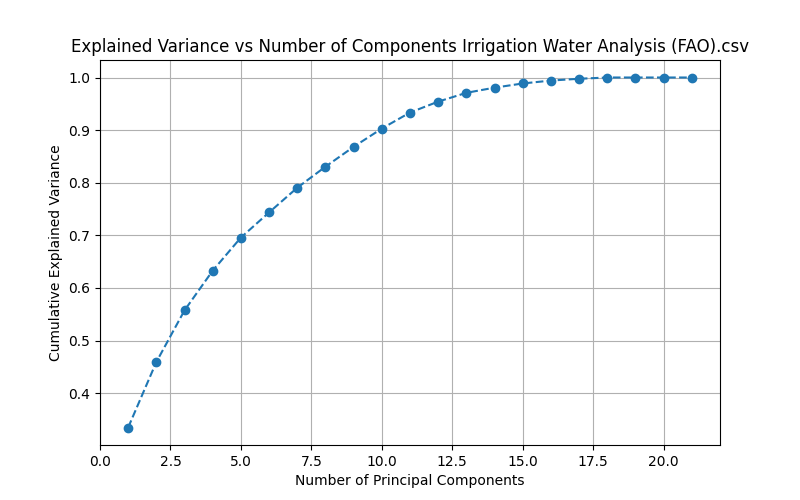 Explained Variance vs Number of Components Irrigation Water Analysis (FAO).csv
Cumulative Explained Variance
1.0
0.9
0.8
0.7
0.6
0.5
0.4
0.0 2.5 5.0 7.5 10.0 12.5 15.0 17.5 20.0
Number of Principal Components